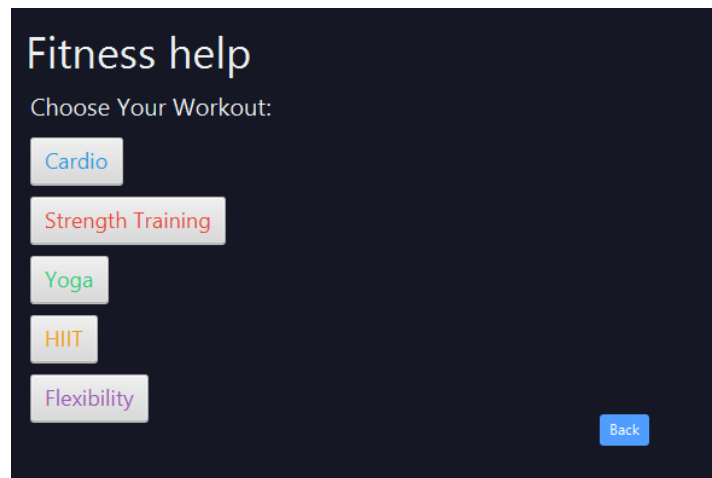 Fitness help
Choose Your Workout:
Cardio
Strength Training
Yoga
HIIT
Flexibility
Back